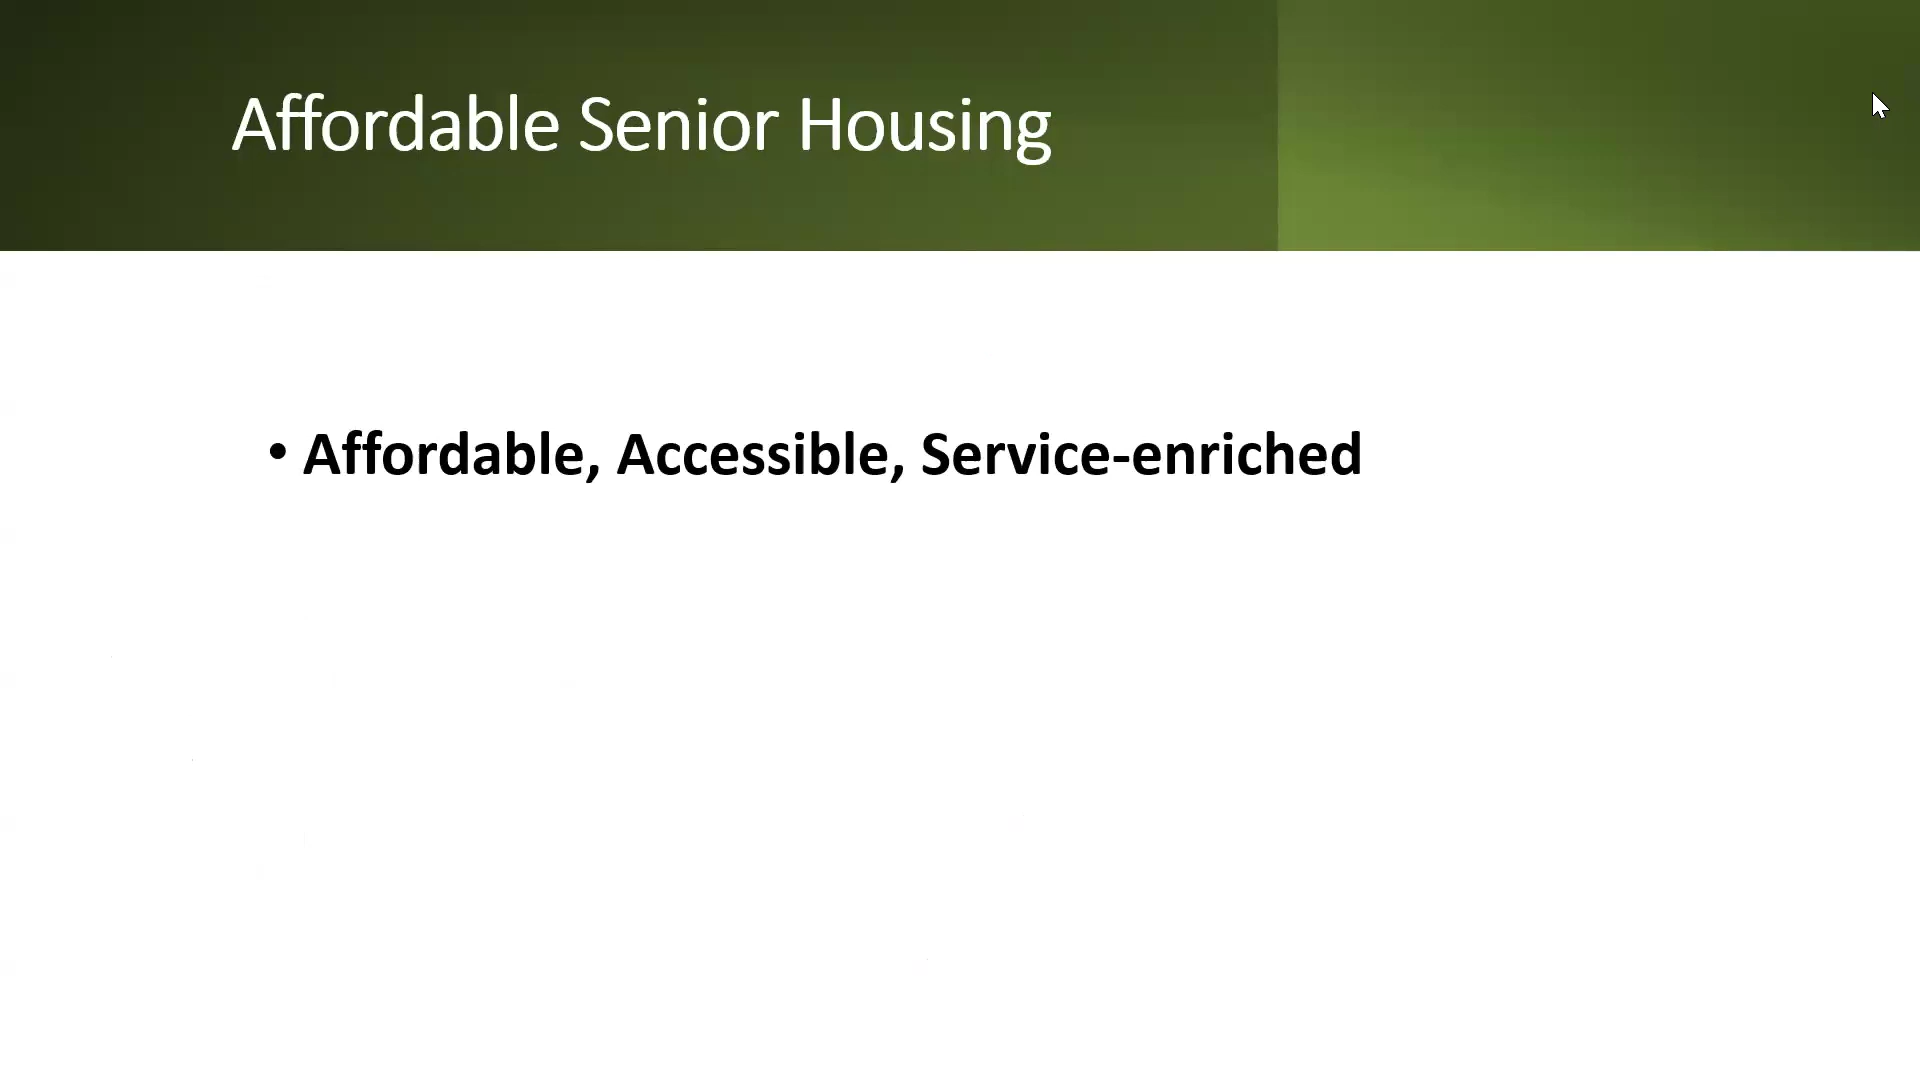 Affordable Senior Housing
• Affordable, Accessible, Service-enriched